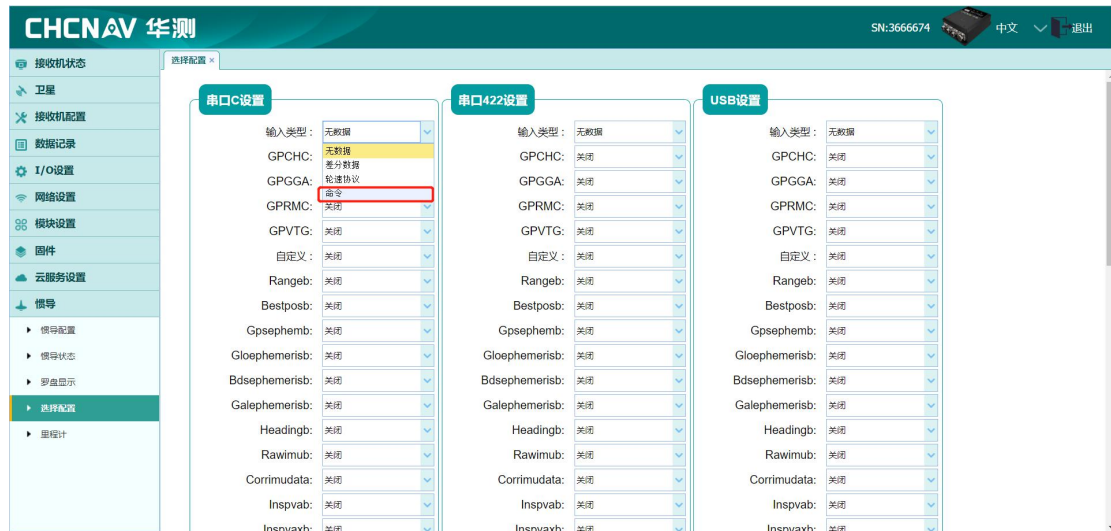 CHCNAV 华测
SN:3666674 中文 退出
接收机状态
卫星
接收机配置
数据记录
I/O设置
网络设置
模块设置
固件
云服务设置
惯导
惯导配置
惯导状态
罗盘显示
选择配置
里程计
选择配置 ×
串口C设置
输入类型： 无数据
无数据
差分数据
轮速协议
命令
GPCHC:
GPGGA:
GPRMC: 关闭
GPVTG: 关闭
自定义： 关闭
Rangeb: 关闭
Bestposb: 关闭
Gpsephemb: 关闭
Gloephemerisb: 关闭
Bdsephemerisb: 关闭
Galephemerisb: 关闭
Headingb: 关闭
Rawimub: 关闭
Corrimudata: 关闭
Inspvab: 关闭
Inspvaxb: 关闭
串口422设置
输入类型： 无数据
GPCHC: 关闭
GPGGA: 关闭
GPRMC: 关闭
GPVTG: 关闭
自定义： 关闭
Rangeb: 关闭
Bestposb: 关闭
Gpsephemb: 关闭
Gloephemerisb: 关闭
Bdsephemerisb: 关闭
Galephemerisb: 关闭
Headingb: 关闭
Rawimub: 关闭
Corrimudata: 关闭
Inspvab: 关闭
Inspvaxb: 关闭
USB设置
输入类型： 无数据
GPCHC: 关闭
GPGGA: 关闭
GPRMC: 关闭
GPVTG: 关闭
自定义： 关闭
Rangeb: 关闭
Bestposb: 关闭
Gpsephemb: 关闭
Gloephemerisb: 关闭
Bdsephemerisb: 关闭
Galephemerisb: 关闭
Headingb: 关闭
Rawimub: 关闭
Corrimudata: 关闭
Inspvab: 关闭
Inspvaxb: 关闭